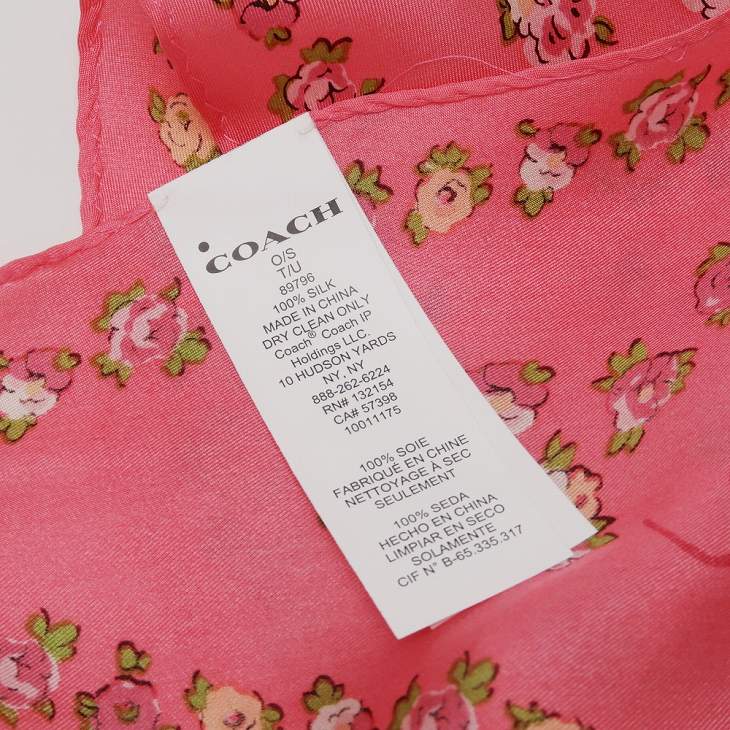 COACH
O/S
T/U
89796
100% SILK
MADE IN CHINA
DRY CLEAN ONLY
Coach® Coach IP
Holdings LLC.
10 HUDSON YARDS
NY, NY
888-262-6224
RN# 132154
CA# 57398
10011175
100% SOIE
FABRIQUÉ EN CHINE
NETTOYAGE À SEC
SEULEMENT
100% SEDA
HECHO EN CHINA
LIMPIAR EN SECO
SOLAMENTE
CIF N° B-65.335.317